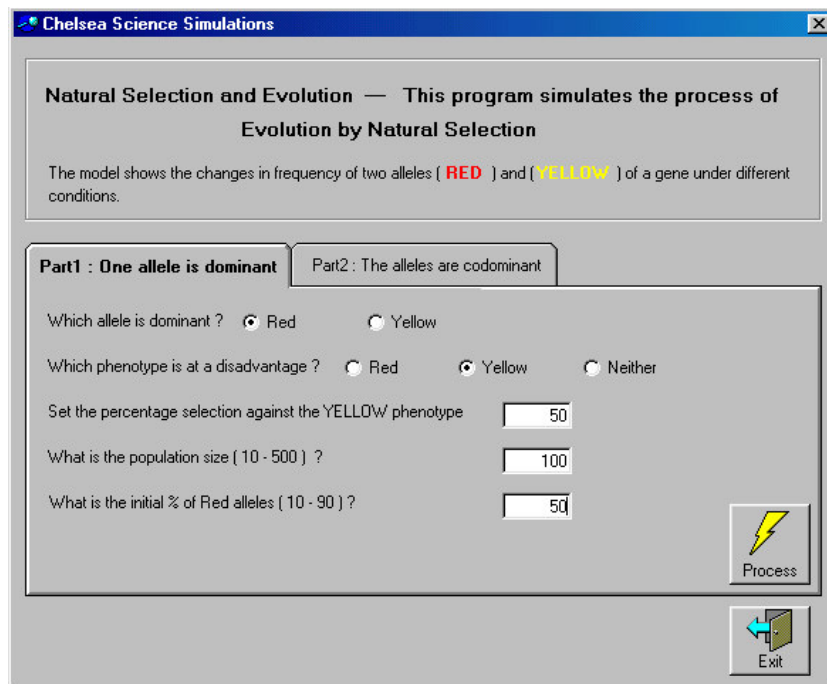 Chelsea Science Simulations
Natural Selection and Evolution — This program simulates the process of
Evolution by Natural Selection
The model shows the changes in frequency of two alleles ( RED ) and ( YELLOW ) of a gene under different
conditions.
Part1 : One allele is dominant
Part2 : The alleles are codominant
Which allele is dominant ? Red Yellow
Which phenotype is at a disadvantage ? Red Yellow Neither
Set the percentage selection against the YELLOW phenotype 50
What is the population size ( 10 - 500 ) ? 100
What is the initial % of Red alleles ( 10 - 90 ) ? 50
Process
Exit